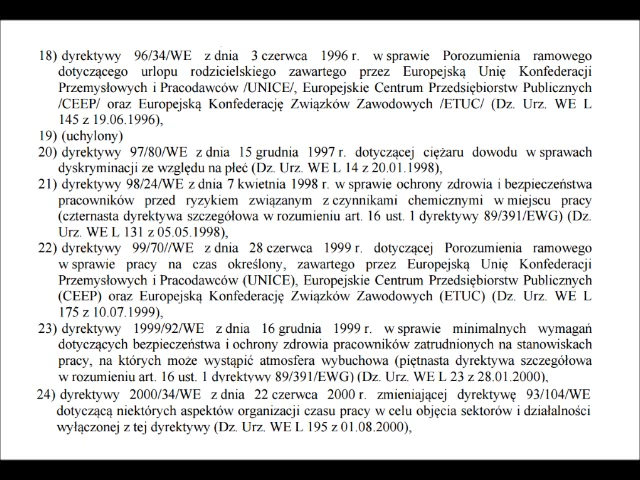 18) dyrektywy 96/34/WE z dnia 3 czerwca 1996 r. w sprawie Porozumienia ramowego
dotyczącego urlopu rodzicielskiego zawartego przez Europejską Unię Konfederacji
Przemysłowych i Pracodawców /UNICE/, Europejskie Centrum Przedsiębiorstw Publicznych
/CEEP/ oraz Europejską Konfederację Związków Zawodowych /ETUC/ (Dz. Urz. WE L
145 z 19.06.1996),
19) (uchylony)
20) dyrektywy 97/80/WE z dnia 15 grudnia 1997 r. dotyczącej ciężaru dowodu w sprawach
dyskryminacji ze względu na płeć (Dz. Urz. WE L 14 z 20.01.1998),
21) dyrektywy 98/24/WE z dnia 7 kwietnia 1998 r. w sprawie ochrony zdrowia i bezpieczeństwa
pracowników przed ryzykiem związanym z czynnikami chemicznymi w miejscu pracy
(czternasta dyrektywa szczegółowa w rozumieniu art. 16 ust. 1 dyrektywy 89/391/EWG) (Dz.
Urz. WE L 131 z 05.05.1998),
22) dyrektywy 99/70//WE z dnia 28 czerwca 1999 r. dotyczącej Porozumienia ramowego
w sprawie pracy na czas określony, zawartego przez Europejską Unię Konfederacji
Przemysłowych i Pracodawców (UNICE), Europejskie Centrum Przedsiębiorstw Publicznych
(CEEP) oraz Europejską Konfederację Związków Zawodowych (ETUC) (Dz. Urz. WE L
175 z 10.07.1999),
23) dyrektywy 1999/92/WE z dnia 16 grudnia 1999 r. w sprawie minimalnych wymagań
dotyczących bezpieczeństwa i ochrony zdrowia pracowników zatrudnionych na stanowiskach
pracy, na których może wystąpić atmosfera wybuchowa (piętnasta dyrektywa szczegółowa
w rozumieniu art. 16 ust. 1 dyrektywy 89/391/EWG) (Dz. Urz. WE L 23 z 28.01.2000),
24) dyrektywy 2000/34/WE z dnia 22 czerwca 2000 r. zmieniającej dyrektywę 93/104/WE
dotyczącą niektórych aspektów organizacji czasu pracy w celu objęcia sektorów i działalności
wyłączonej z tej dyrektywy (Dz. Urz. WE L 195 z 01.08.2000),